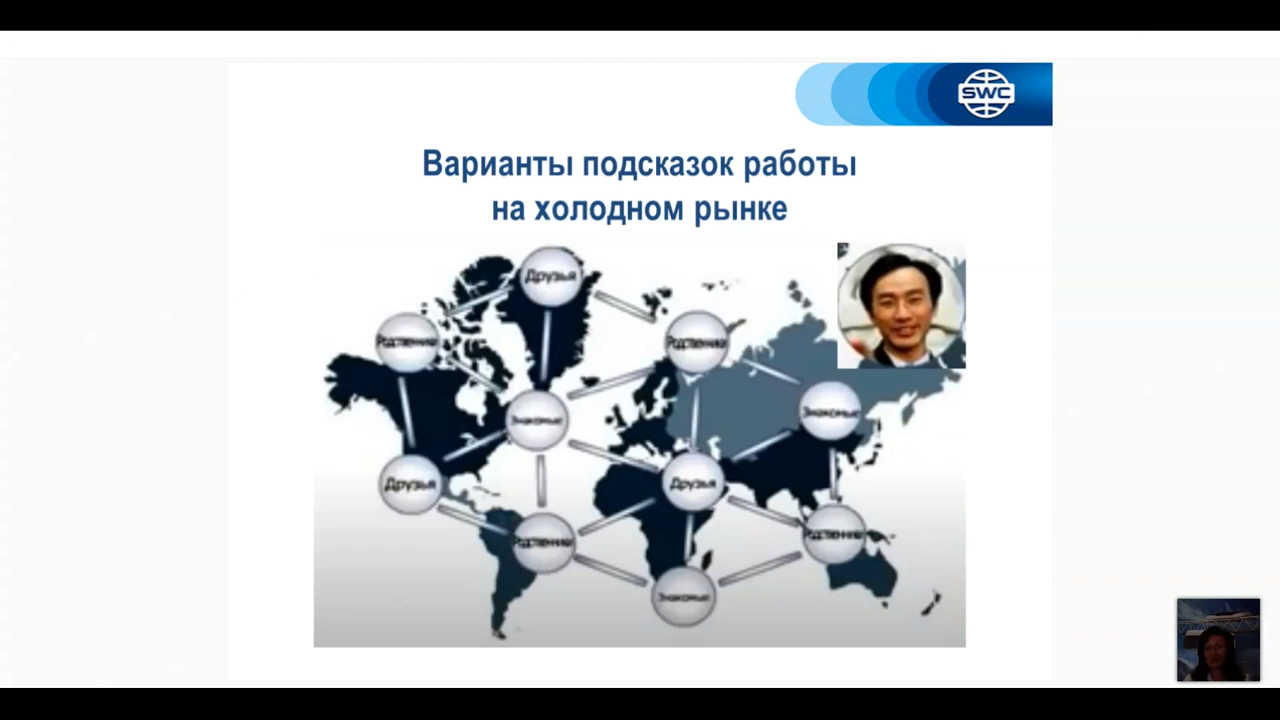 SWC
Варианты подсказок работы
на холодном рынке
Друзья
Родственники
Родственники
Знакомые
Знакомые
Друзья
Друзья
Родственники
Родственники
Знакомые